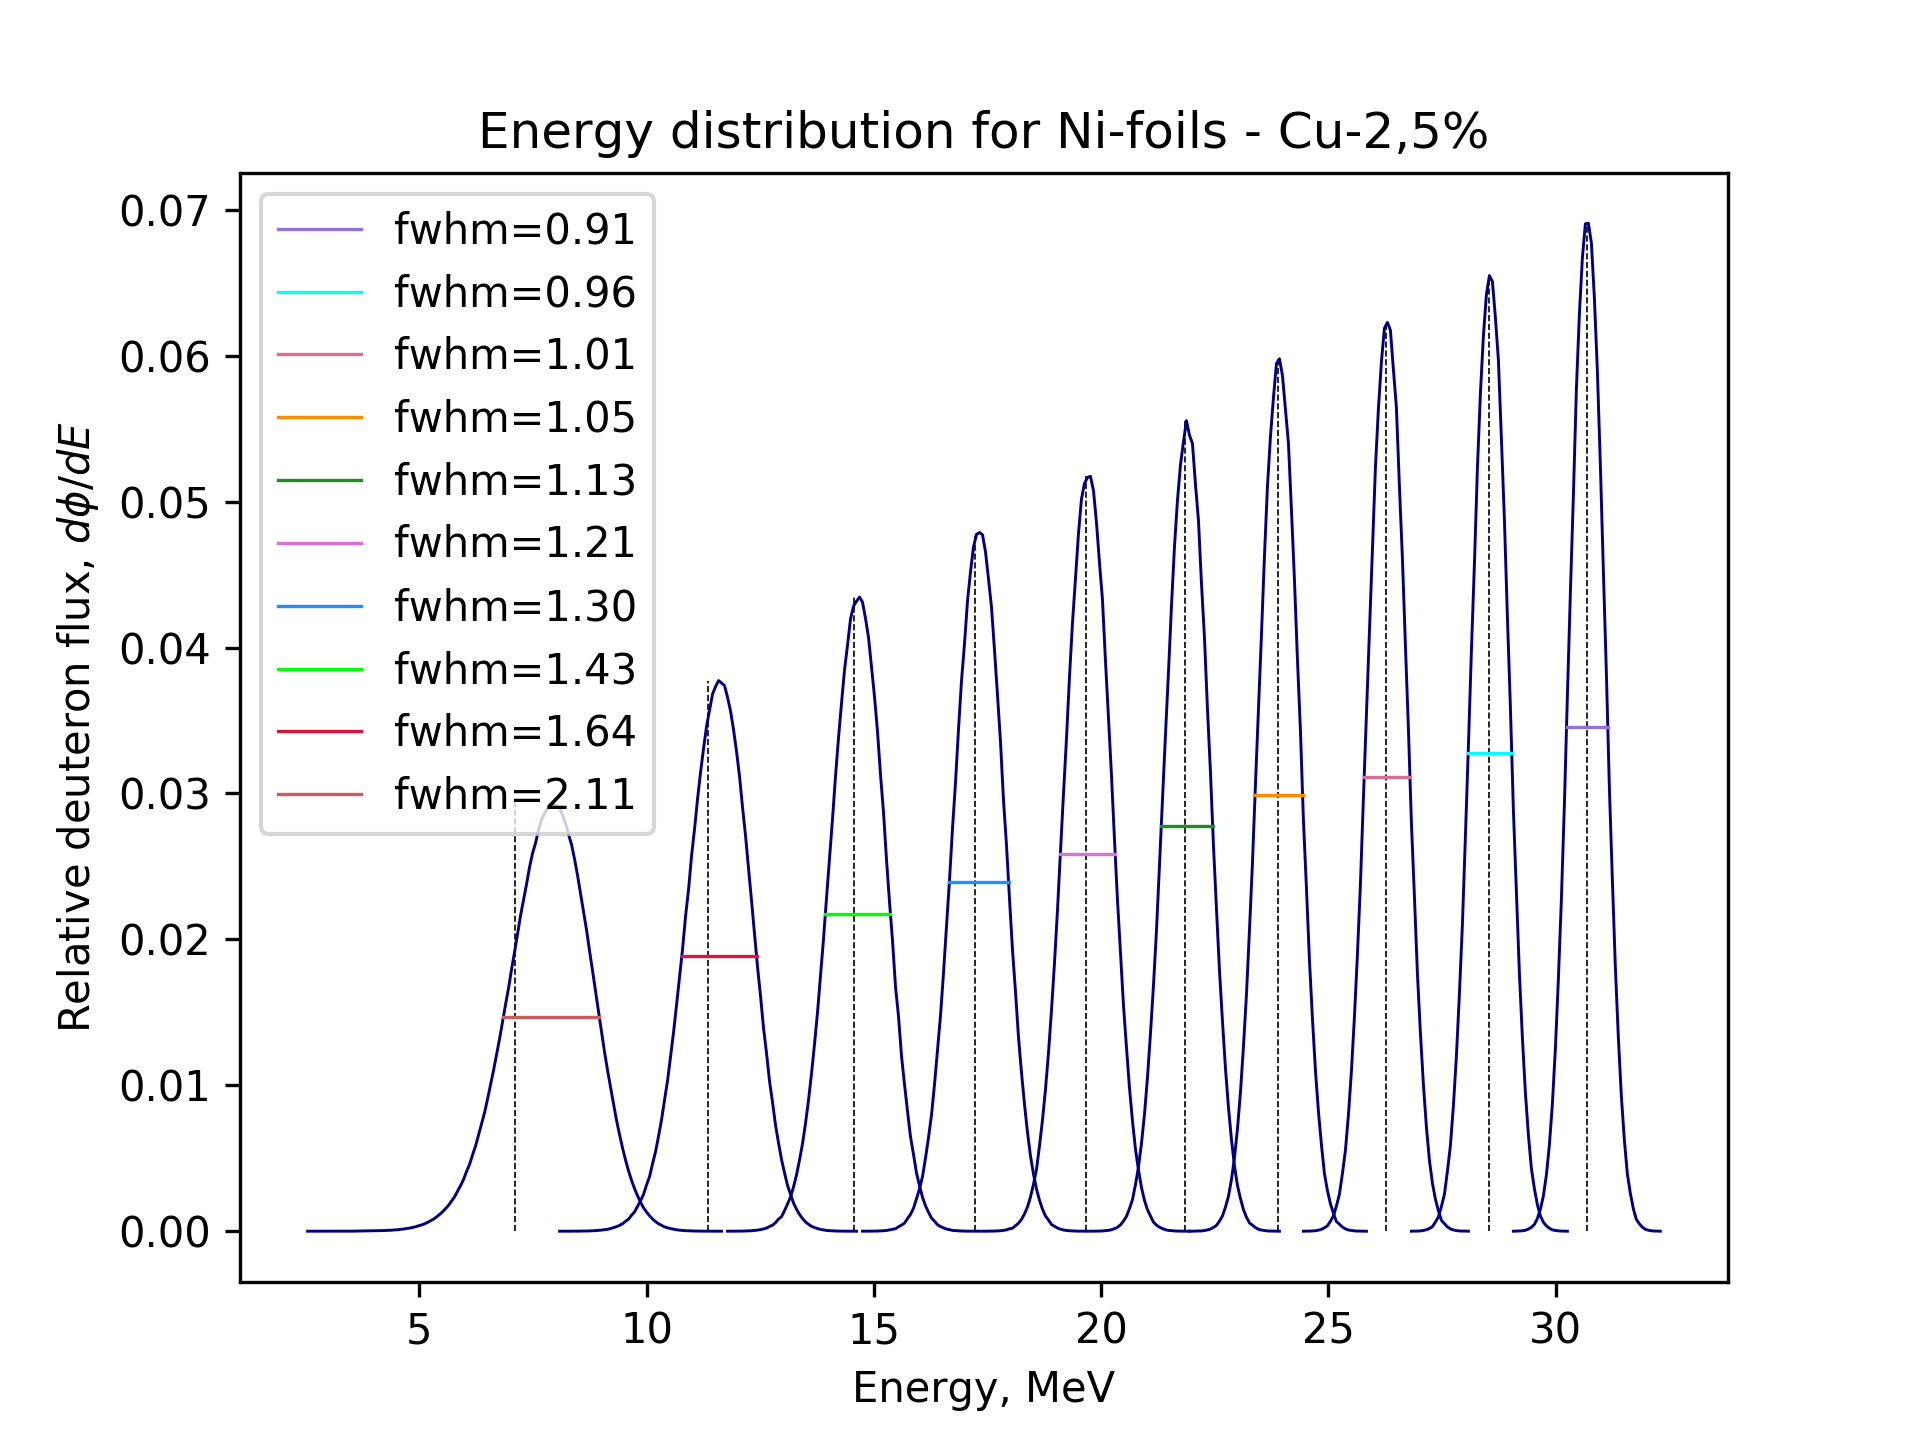 Energy distribution for Ni-foils - Cu-2,5%
fwhm=0.91
fwhm=0.96
fwhm=1.01
fwhm=1.05
fwhm=1.13
fwhm=1.21
fwhm=1.30
fwhm=1.43
fwhm=1.64
fwhm=2.11
Relative deuteron flux, dϕ/dE
0.07
0.06
0.05
0.04
0.03
0.02
0.01
0.00
5 10 15 20 25 30
Energy, MeV